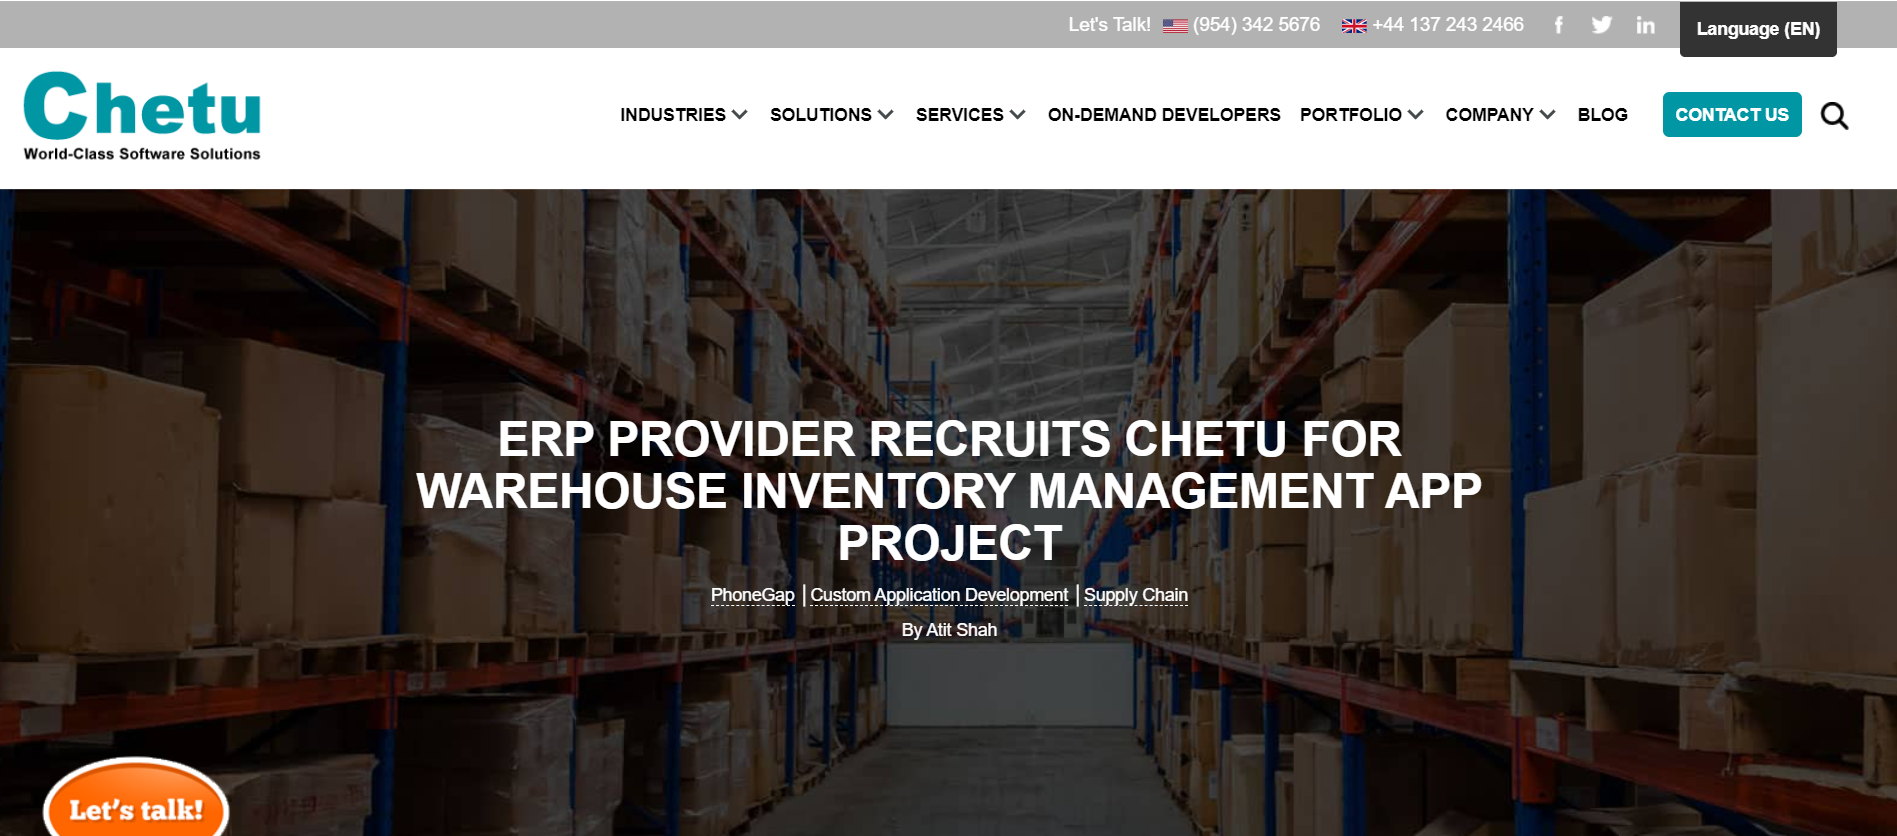 Let's Talk! (954) 342 5676 +44 137 243 2466 f in Language (EN)
Chetu
World-Class Software Solutions
INDUSTRIES SOLUTIONS SERVICES ON-DEMAND DEVELOPERS PORTFOLIO COMPANY BLOG CONTACT US
ERP PROVIDER RECRUITS CHETU FOR
WAREHOUSE INVENTORY MANAGEMENT APP
PROJECT
PhoneGap | Custom Application Development | Supply Chain
By Atit Shah
Let's talk!